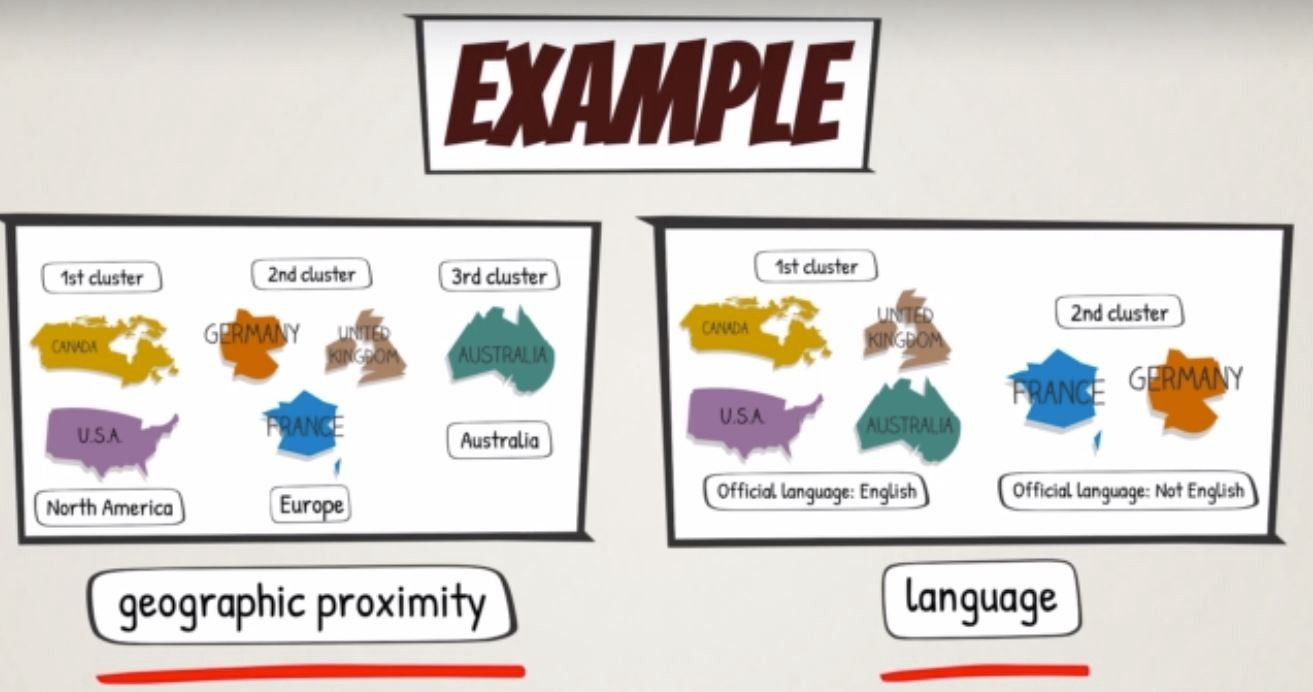 EXAMPLE
1st cluster
2nd cluster
3rd cluster
CANADA
GERMANY
UNITED
KINGDOM
AUSTRALIA
U.S.A.
FRANCE
Australia
North America
Europe
geographic proximity
1st cluster
2nd cluster
CANADA
UNITED
KINGDOM
U.S.A.
AUSTRALIA
FRANCE
GERMANY
Official language: English
Official language: Not English
language